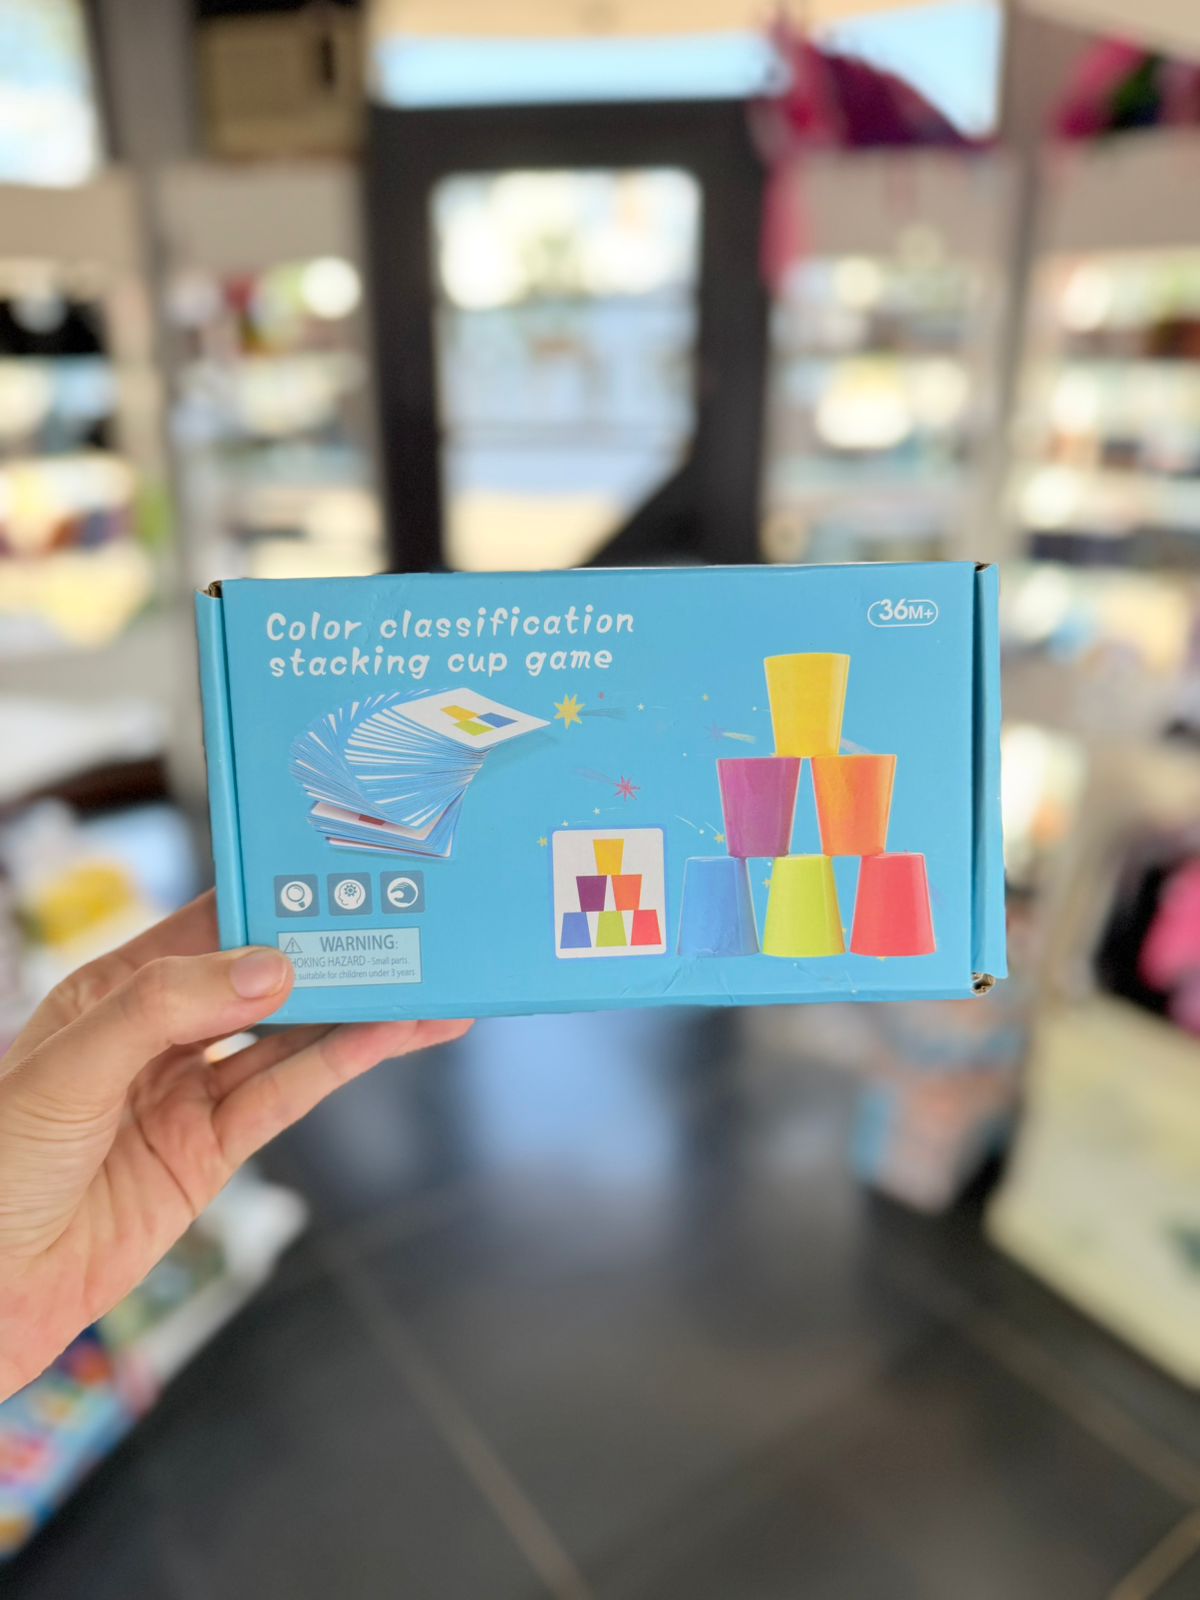 Color classification
stacking cup game
36M+
WARNING:
HOKING HAZARD - Small parts.
suitable for children under 3 years